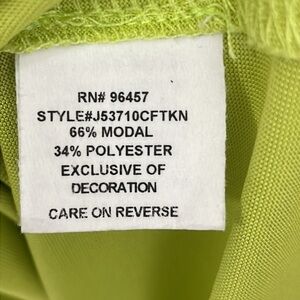 RN# 96457
STYLE#J53710CFTKN
66% MODAL
34% POLYESTER
EXCLUSIVE OF
DECORATION
CARE ON REVERSE